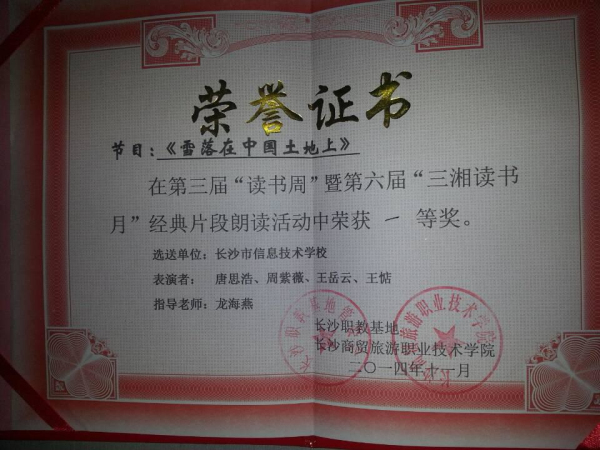 荣誉证书
节目：《雪落在中国土地上》
在第三届“读书周”暨第六届“三湘读书
月”经典片段朗读活动中荣获 一 等奖。
选送单位：长沙市信息技术学校
表演者： 唐思浩、周紫薇、王岳云、王惦
指导老师：龙海燕
长沙职教基地
长沙商贸旅游职业技术学院
二〇一四年十一月